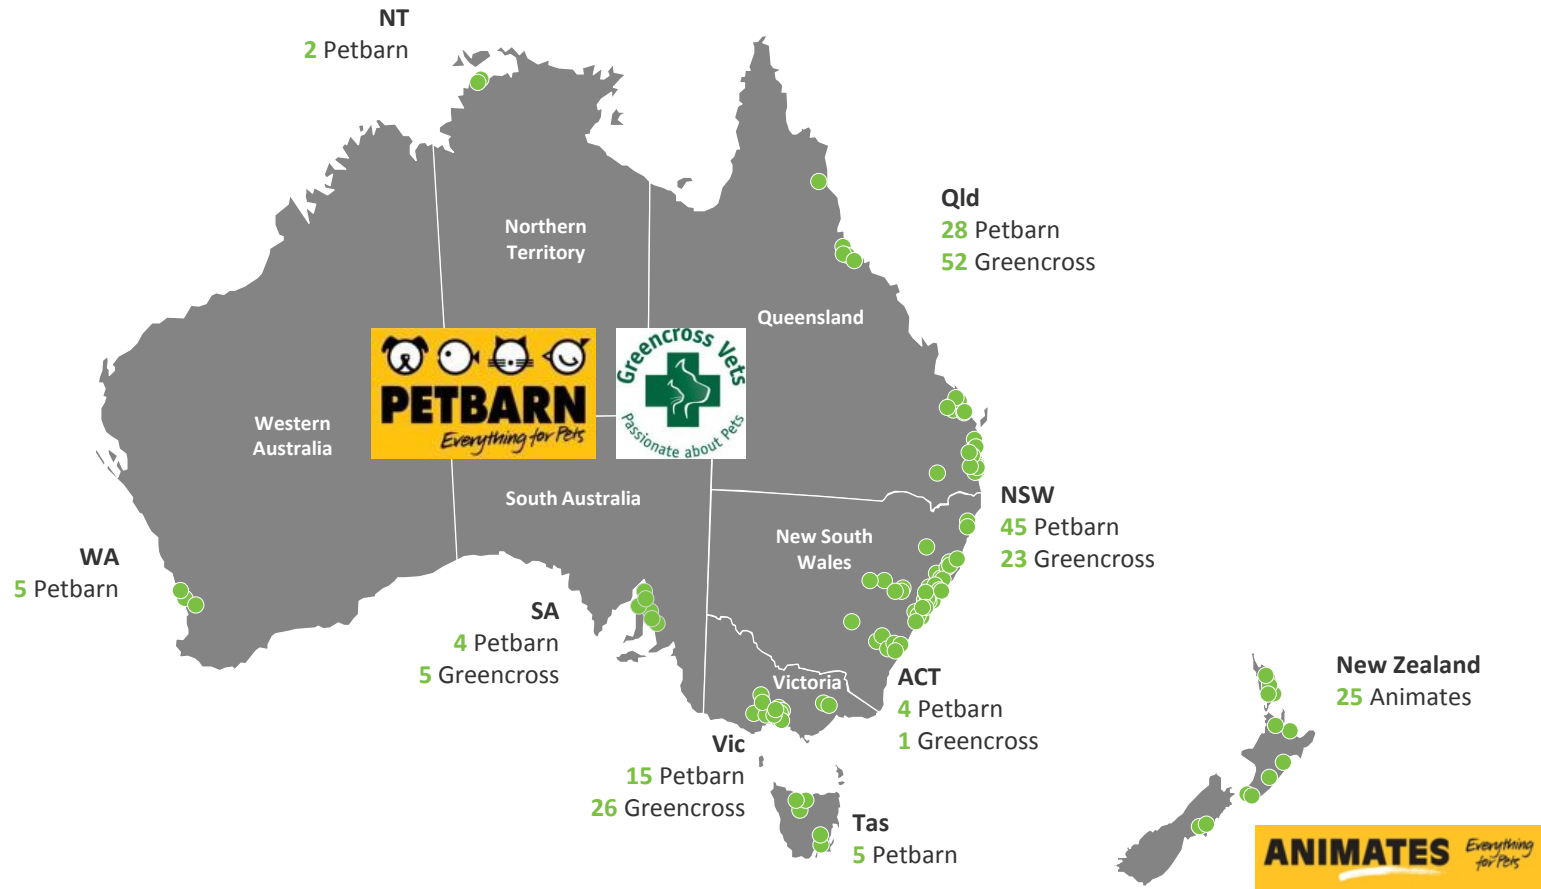 NT
2 Petbarn
Qld
28 Petbarn
52 Greencross
Northern
Territory
Queensland
PETBARN
Everything for Pets
Greencross Vets
Passionate about Pets
Western
Australia
South Australia
NSW
45 Petbarn
23 Greencross
New South
Wales
WA
5 Petbarn
SA
4 Petbarn
5 Greencross
Victoria
ACT
4 Petbarn
1 Greencross
New Zealand
25 Animates
Vic
15 Petbarn
26 Greencross
Tas
5 Petbarn
ANIMATES
Everything
for Pets